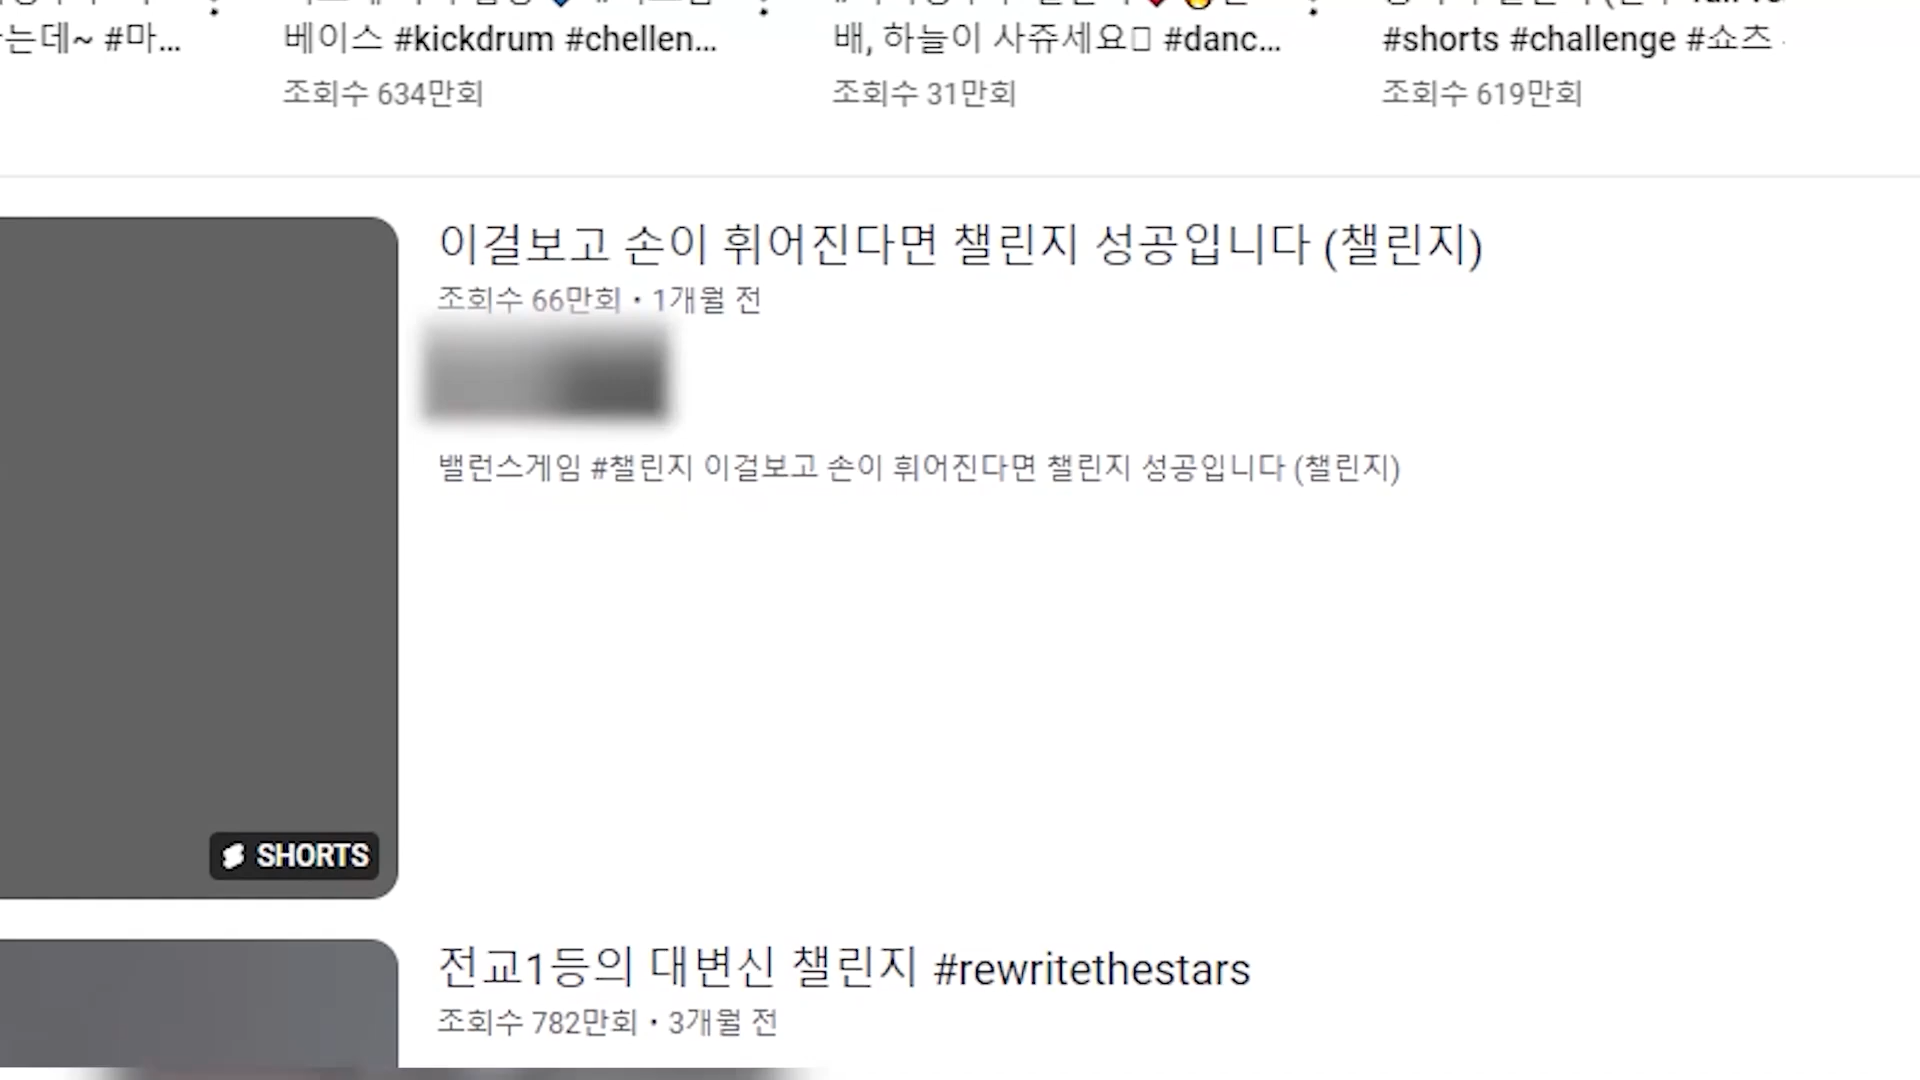 는데~ #마...
베이스 #kickdrum #chellen...
배, 하늘이 사쥬세요 #danc...
#shorts #challenge #쇼츠
조회수 634만회
조회수 31만회
조회수 619만회
이걸보고 손이 휘어진다면 챌린지 성공입니다 (챌린지)
조회수 66만회 • 1개월 전
밸런스게임 #챌린지 이걸보고 손이 휘어진다면 챌린지 성공입니다 (챌린지)
SHORTS
전교1등의 대변신 챌린지 #rewritethestars
조회수 782만회 • 3개월 전